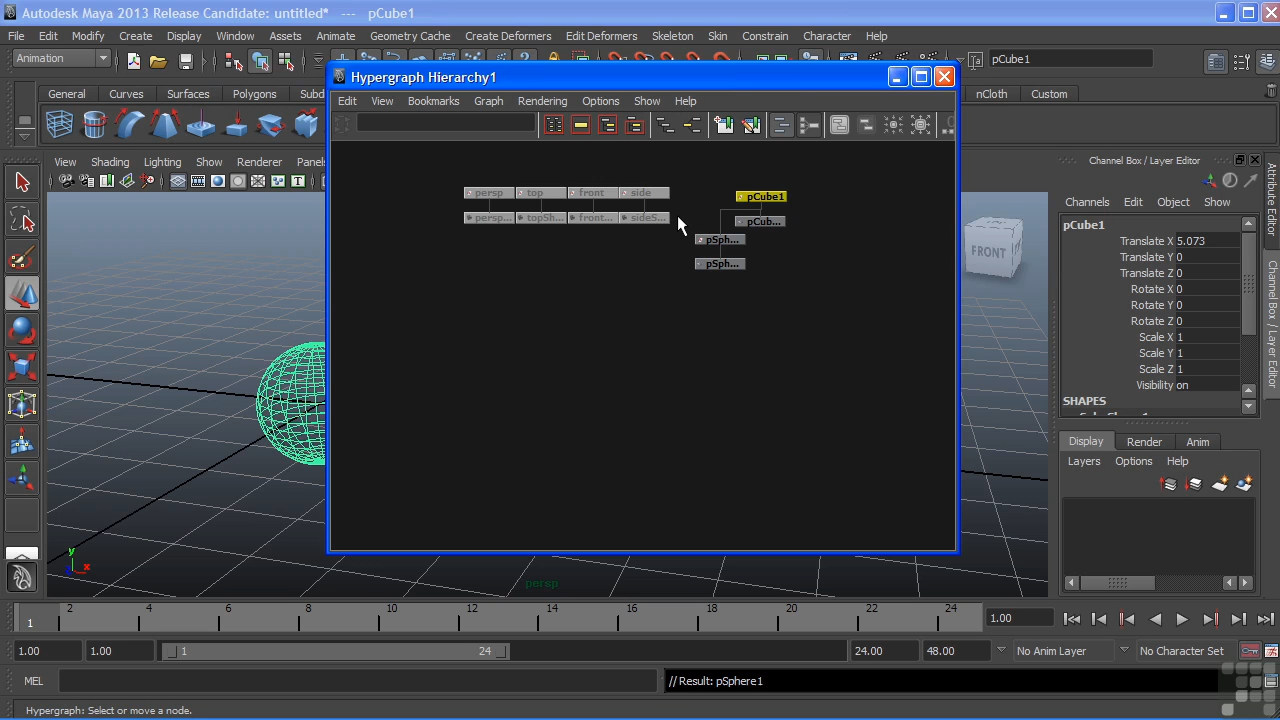 Autodesk Maya 2013 Release Candidate: untitled* --- pCube1
File Edit Modify Create Display Window Assets Animate Geometry Cache Create Deformers Edit Deformers Skeleton Skin Constrain Character Help
Animation
pCube1
Hypergraph Hierarchy1
General Curves Surfaces Polygons Subd
nCloth Custom
Edit View Bookmarks Graph Rendering Options Show Help
View Shading Lighting Show Renderer Panels
Channel Box / Layer Editor
persp top front side
pCube1
persp... topSh... front... sideS...
pCub...
pSph...
pSph...
Channels Edit Object Show
pCube1
Translate X 5.073
Translate Y 0
Translate Z 0
Rotate X 0
Rotate Y 0
Rotate Z 0
Scale X 1
Scale Y 1
Scale Z 1
Visibility on
SHAPES
Attribute Editor
Channel Box / Layer Editor
FRONT
Display Render Anim
Layers Options Help
y
x
persp
1 2 4 6 8 10 12 14 16 18 20 22 24
1.00
1.00 1.00 1 24 24.00 48.00 No Anim Layer No Character Set
MEL // Result: pSphere1
Hypergraph: Select or move a node.